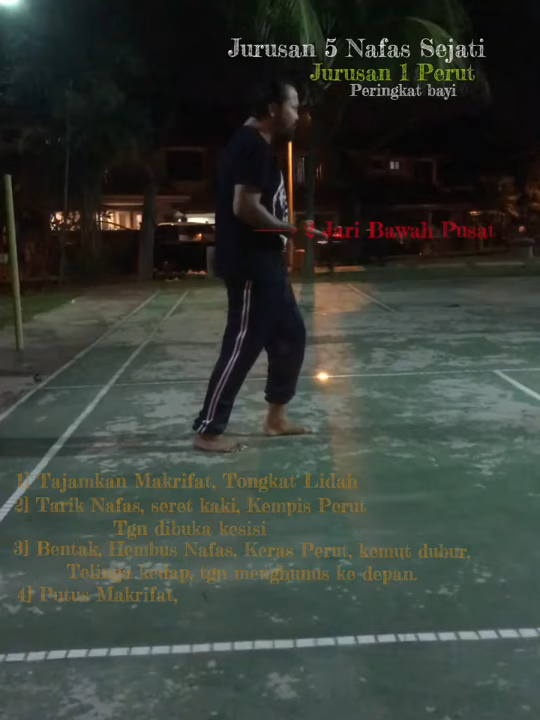 Jurusan 5 Nafas Sejati
Jurusan 1 Perut
Peringkat bayi
Jari Bawah Pusat
1] Tajamkan Makrifat, Tongkat Lidah
2] Tarik Nafas, seret kaki, Kempis Perut
Tgn dibuka kesisi
3] Bentak, Hembus Nafas, Keras Perut, kemut dubur,
kedap, tgn menghunus ke depan.
4] Putus Makrifat,